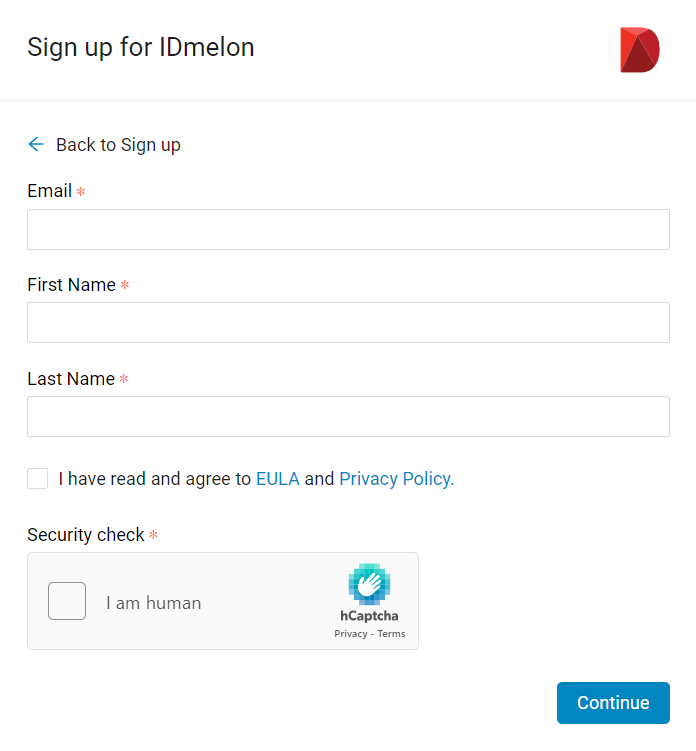 Sign up for IDmelon
Back to Sign up
Email *
First Name *
Last Name *
I have read and agree to EULA and Privacy Policy.
Security check *
I am human
hCaptcha
Privacy - Terms
Continue